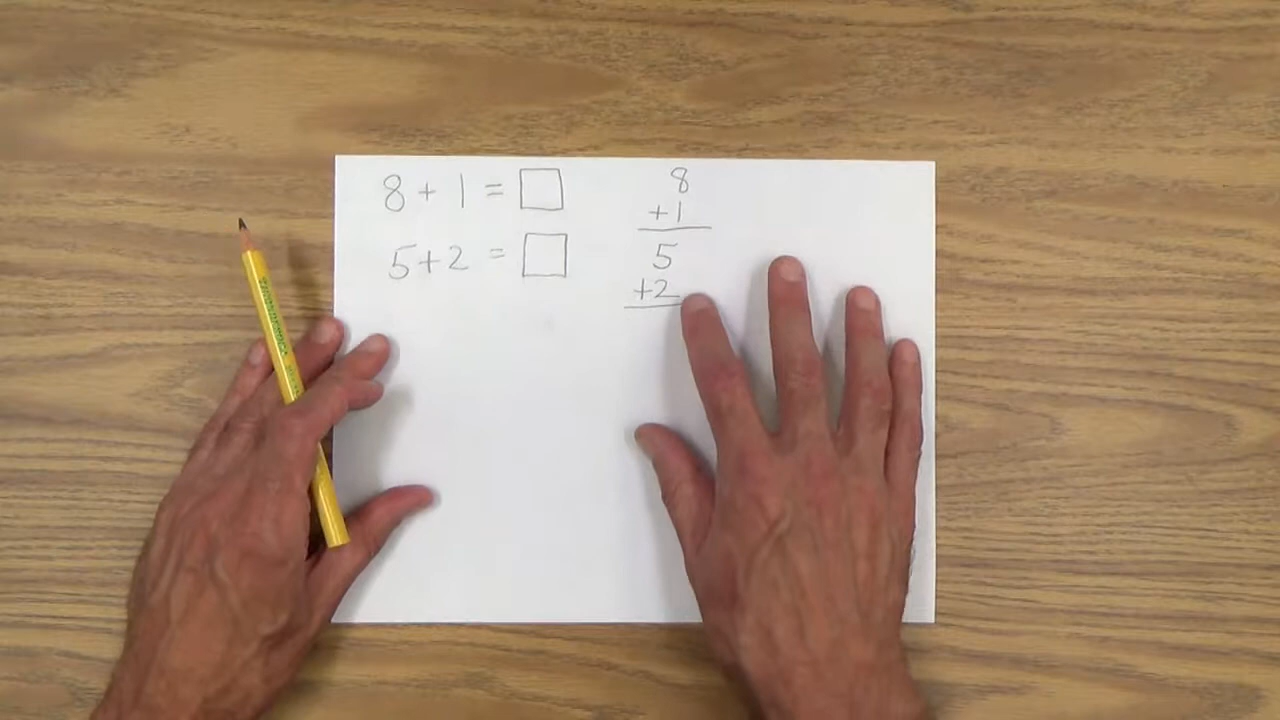 8 + 1 = □
5+2 = □
8
+1
5
+2